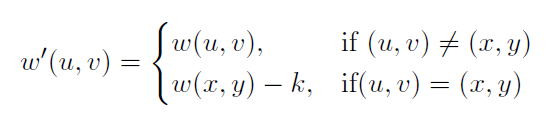 w′(u, v) = { w(u, v), if (u, v) ≠ (x, y)
w(x, y) − k, if(u, v) = (x, y)